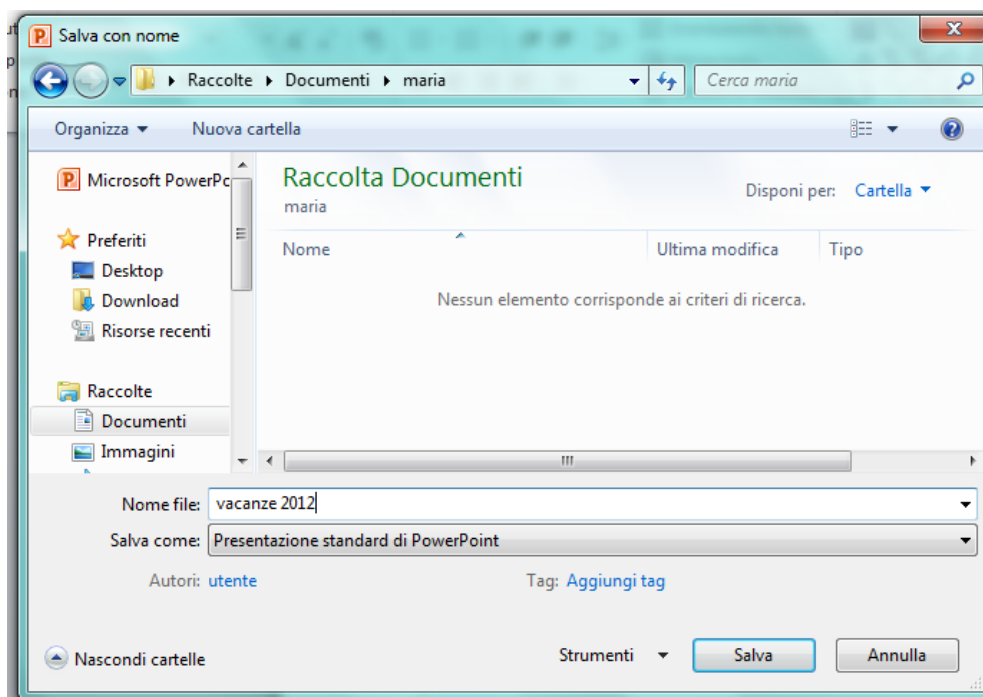 Salva con nome
Raccolte Documenti maria
Cerca maria
Organizza Nuova cartella
Microsoft PowerPc
Preferiti
Desktop
Download
Risorse recenti
Raccolte
Documenti
Immagini
Raccolta Documenti
maria
Disponi per: Cartella
Nome Ultima modifica Tipo
Nessun elemento corrisponde ai criteri di ricerca.
Nome file: vacanze 2012
Salva come: Presentazione standard di PowerPoint
Autori: utente Tag: Aggiungi tag
Nascondi cartelle Strumenti Salva Annulla